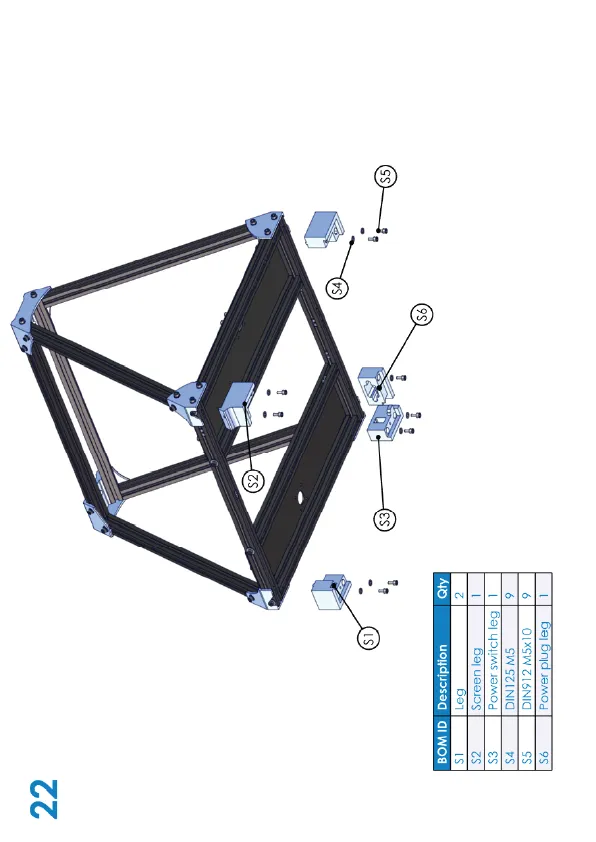 22
S5
S4
S6
S2
S3
S1
BOM ID Description Qty
S1 Leg 2
S2 Screen leg 1
S3 Power switch leg 1
S4 DIN125 M5 9
S5 DIN912 M5x10 9
S6 Power plug leg 1